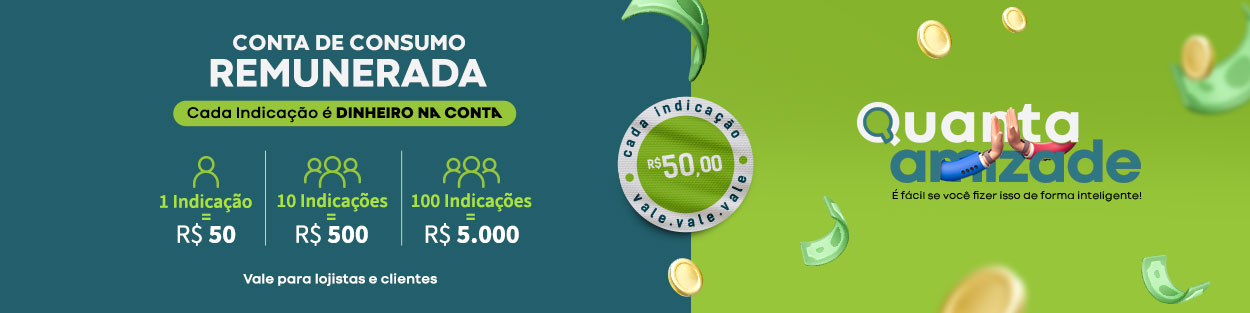 CONTA DE CONSUMO
REMUNERADA
Cada Indicação é DINHEIRO NA CONTA
1 Indicação
=
R$ 50
10 Indicações
=
R$ 500
100 Indicações
=
R$ 5.000
Vale para lojistas e clientes
cada indicação
R$50,00
vale.vale.vale
Quanta
amizade
É fácil se você fizer isso de forma inteligente!